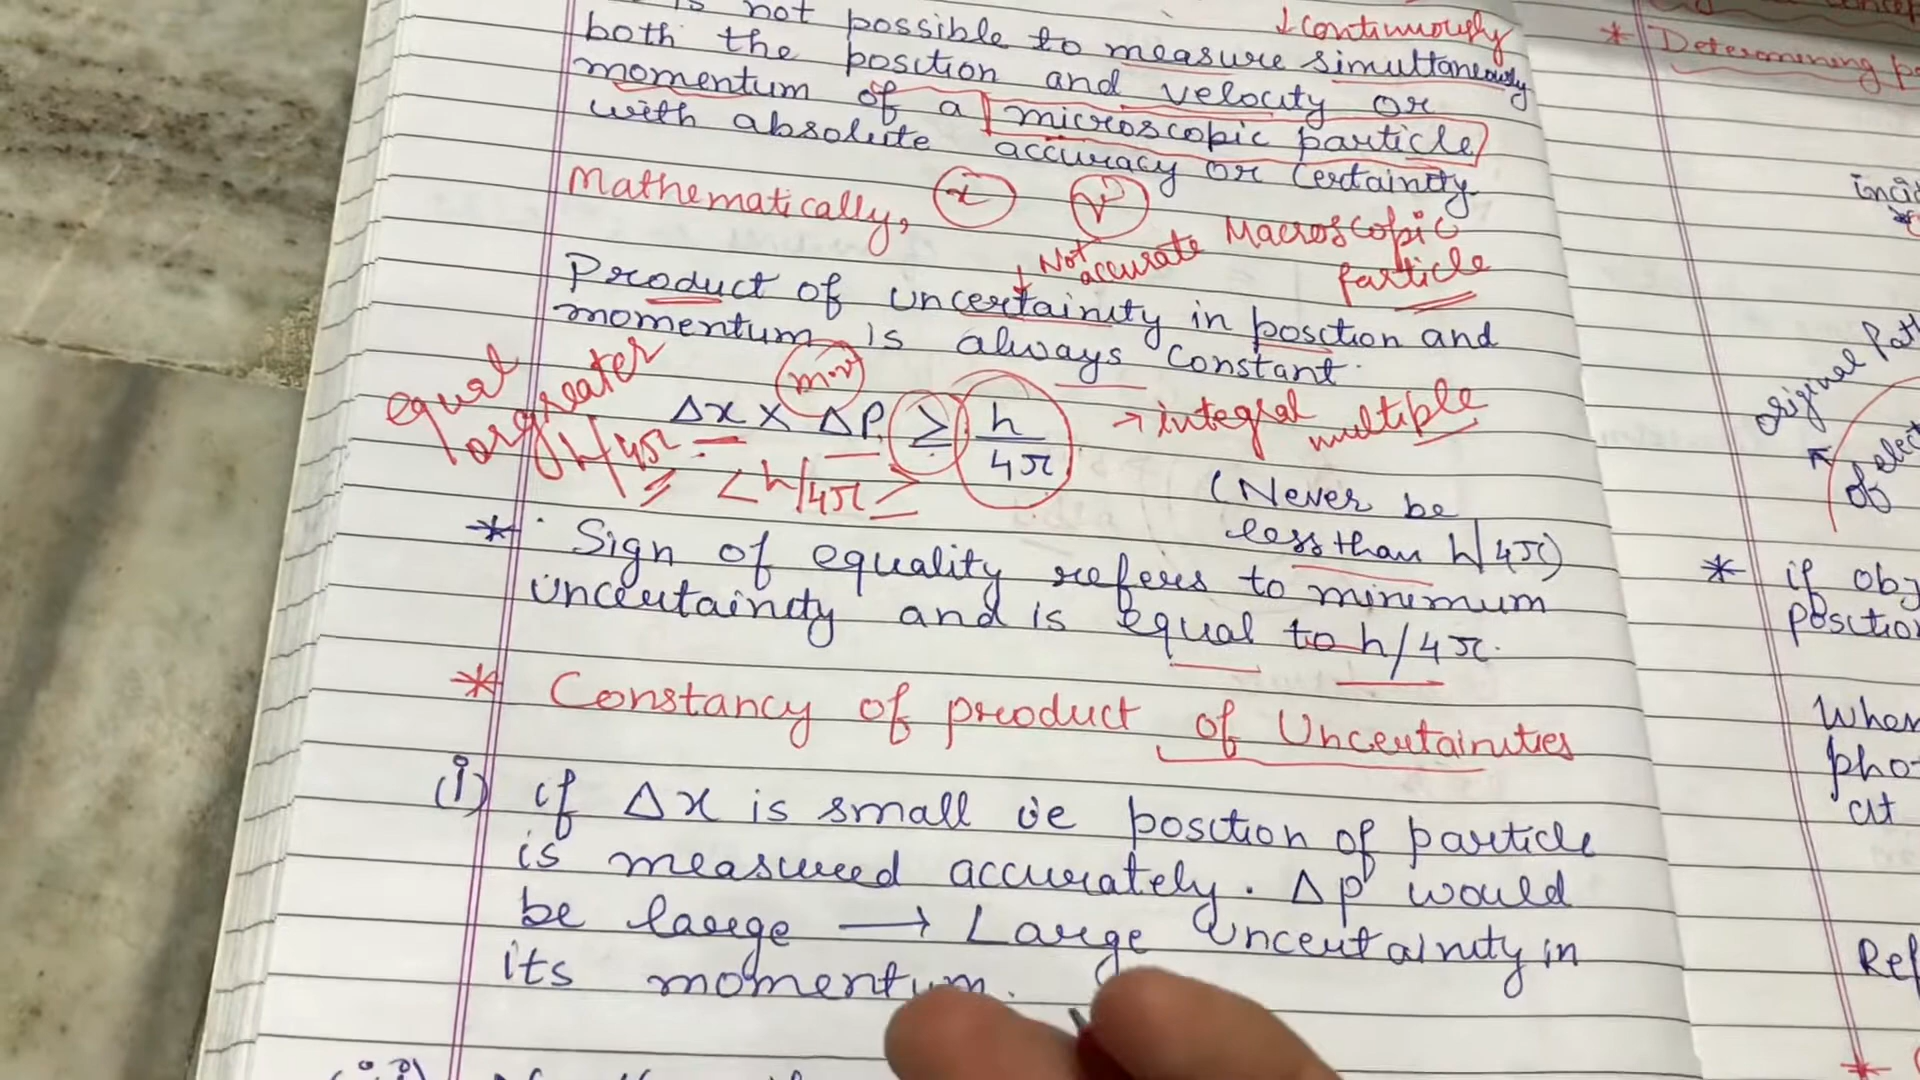 is not possible to measure simultaneously
↓ continuously
both the position and velocity or
momentum of a microscopic particle
with absolute accuracy or certainity.
Mathematically, x v
Not accurate
Macroscopic particle
Product of uncertainity in position and
momentum is always constant.
equal or greater h/4π
m·v
Δx × ΔP ≥ h/4π → integral multiple
< h/4π
(Never be
less than h/4π)
* Sign of equality refers to minimum
uncertainity and is equal to h/4π.
* Constancy of product of Uncertainities
(i) if Δx is small ie position of particle
is measured accurately. Δp would
be large → Large Uncertainity in
its momentum.
* Determining
original Path
of elec
* if obj
position
When
pho
at
Ref